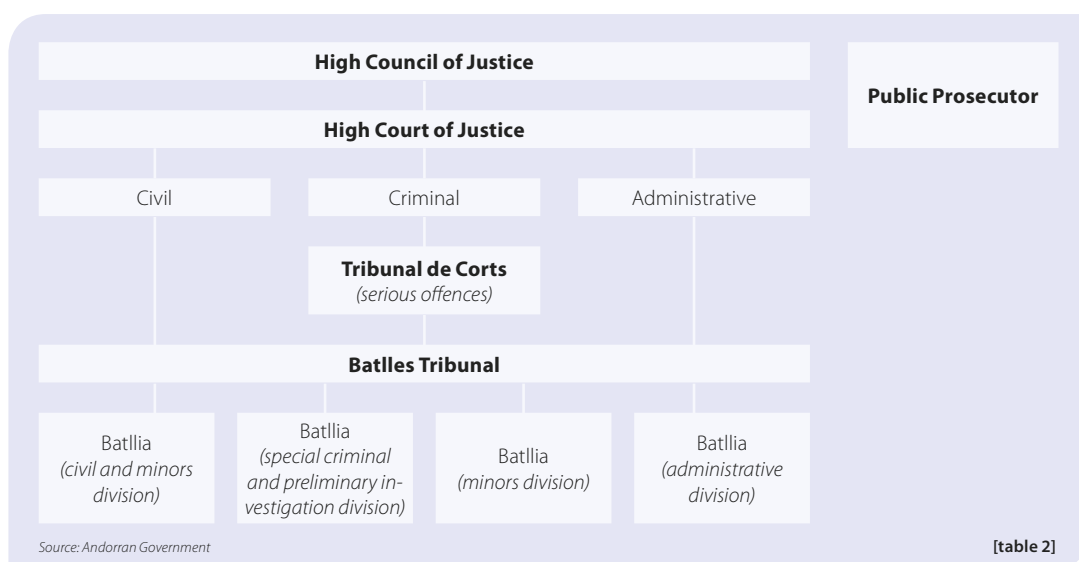 High Council of Justice
Public Prosecutor
High Court of Justice
Civil
Criminal
Administrative
Tribunal de Corts
(serious offences)
Batlles Tribunal
Batllia
(civil and minors
division)
Batllia
(special criminal
and preliminary in-
vestigation division)
Batllia
(minors division)
Batllia
(administrative
division)
Source: Andorran Government
[table 2]